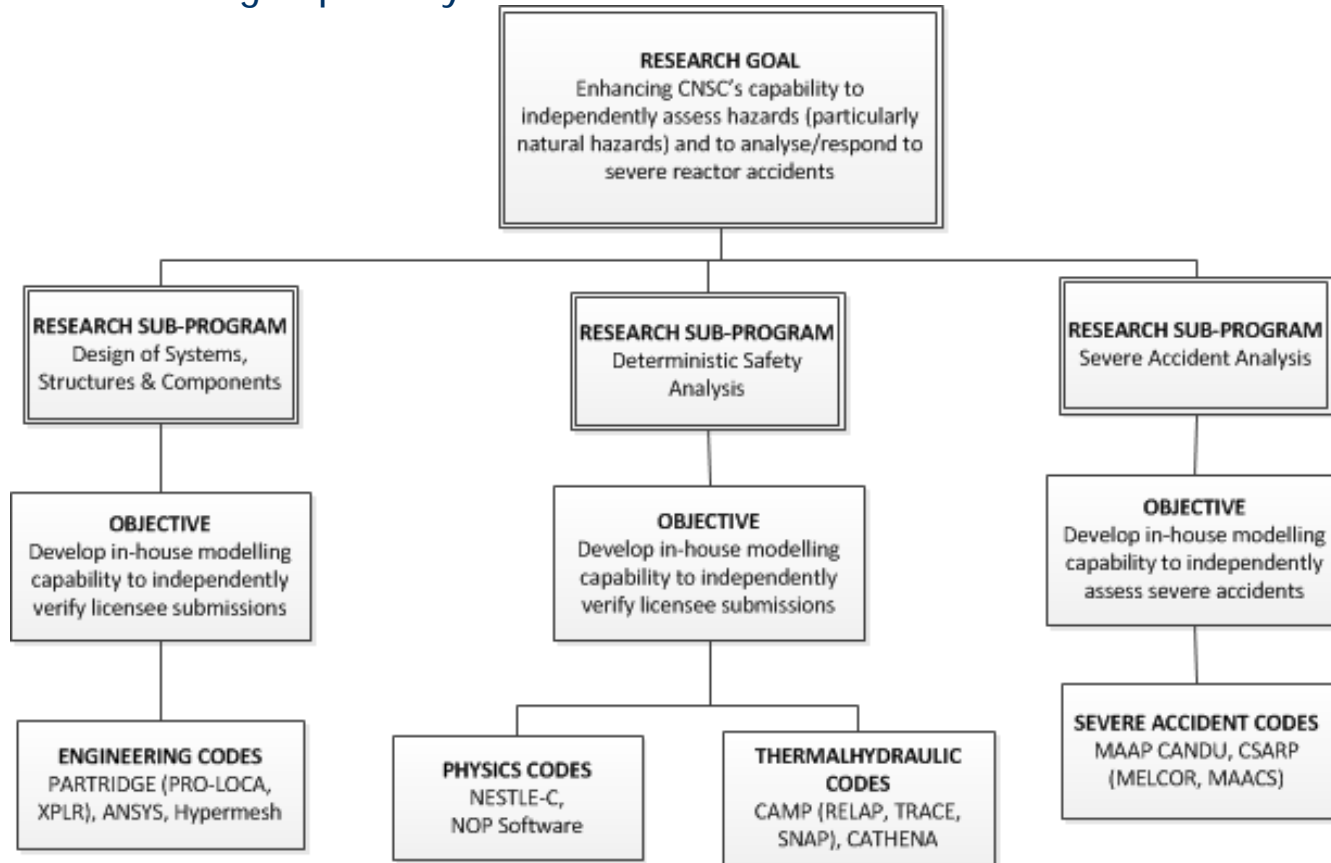 RESEARCH GOAL
Enhancing CNSC's capability to
independently assess hazards (particularly
natural hazards) and to analyse/respond to
severe reactor accidents
RESEARCH SUB-PROGRAM
Design of Systems,
Structures & Components
RESEARCH SUB-PROGRAM
Deterministic Safety
Analysis
RESEARCH SUB-PROGRAM
Severe Accident Analysis
OBJECTIVE
Develop in-house modelling
capability to independently
verify licensee submissions
OBJECTIVE
Develop in-house modelling
capability to independently
verify licensee submissions
OBJECTIVE
Develop in-house modelling
capability to independently
assess severe accidents
ENGINEERING CODES
PARTRIDGE (PRO-LOCA,
XPLR), ANSYS, Hypermesh
PHYSICS CODES
NESTLE-C,
NOP Software
THERMALHYDRAULIC
CODES
CAMP (RELAP, TRACE,
SNAP), CATHENA
SEVERE ACCIDENT CODES
MAAP CANDU, CSARP
(MELCOR, MAACS)